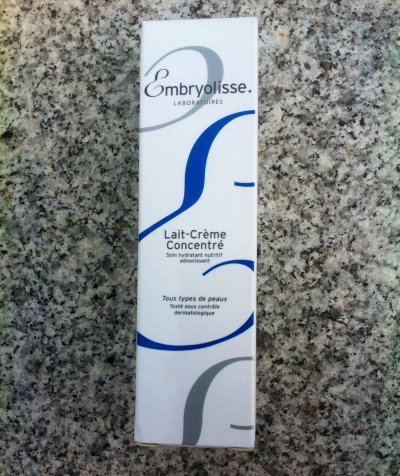 Embryolisse.
LABORATOIRES
Lait-Crème
Concentré
Soin hydratant nutritif
adoucissant
Tous types de peaux
Testé sous contrôle
dermatologique